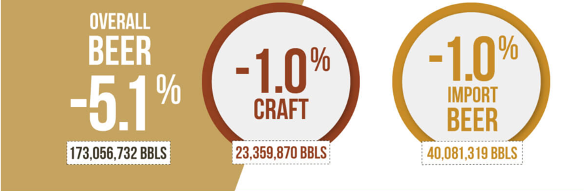 OVERALL
BEER
-5.1%
173,056,732 BBLS
-1.0%
CRAFT
23,359,870 BBLS
-1.0%
IMPORT
BEER
40,081,319 BBLS